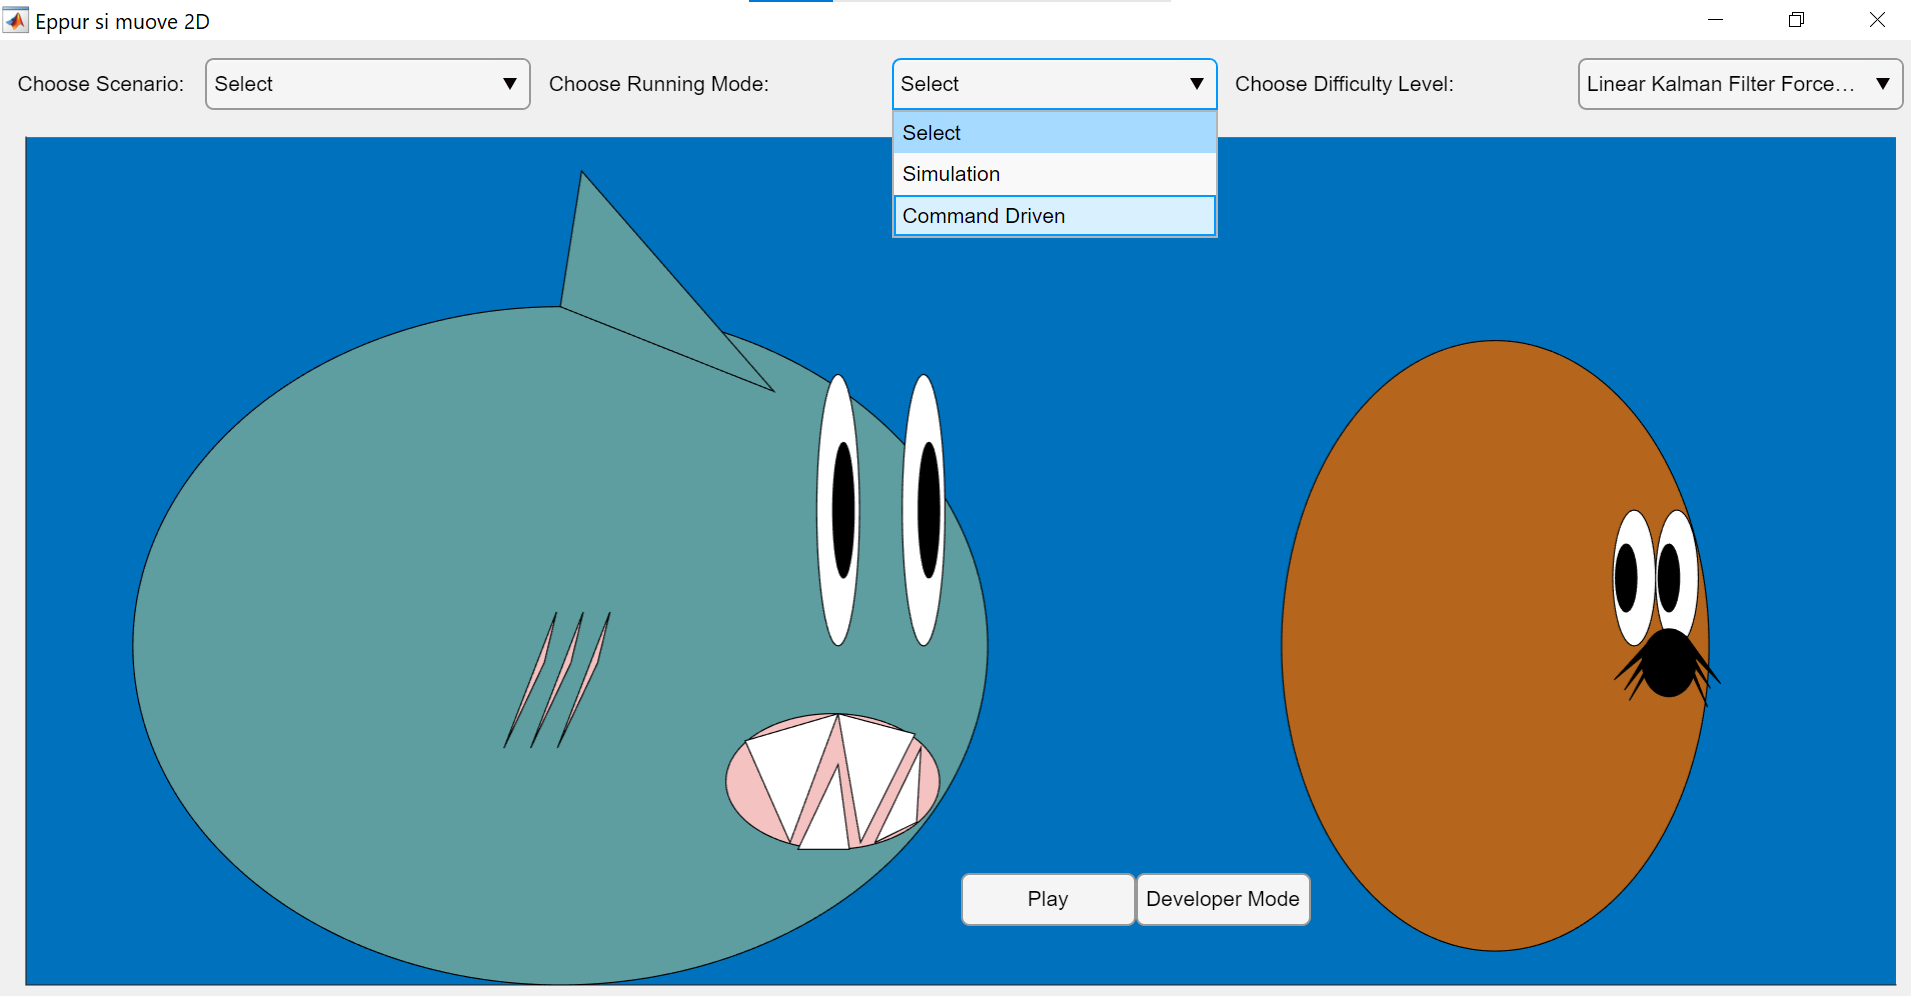 Eppur si muove 2D
Choose Scenario:
Select
Choose Running Mode:
Select
Choose Difficulty Level:
Linear Kalman Filter Force...
Select
Simulation
Command Driven
Play
Developer Mode